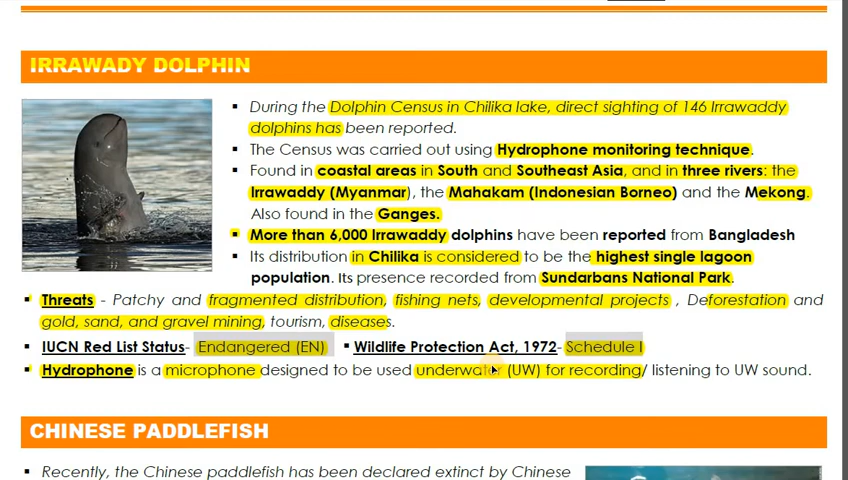 IRRAWADY DOLPHIN
▪ During the Dolphin Census in Chilika lake, direct sighting of 146 Irrawaddy
dolphins has been reported.
▪ The Census was carried out using Hydrophone monitoring technique.
▪ Found in coastal areas in South and Southeast Asia, and in three rivers: the
Irrawaddy (Myanmar), the Mahakam (Indonesian Borneo) and the Mekong.
Also found in the Ganges.
▪ More than 6,000 Irrawaddy dolphins have been reported from Bangladesh
▪ Its distribution in Chilika is considered to be the highest single lagoon
population. Its presence recorded from Sundarbans National Park.
▪ Threats - Patchy and fragmented distribution, fishing nets, developmental projects , Deforestation and
gold, sand, and gravel mining, tourism, diseases.
▪ IUCN Red List Status- Endangered (EN) ▪ Wildlife Protection Act, 1972- Schedule I
▪ Hydrophone is a microphone designed to be used underwater (UW) for recording/ listening to UW sound.
CHINESE PADDLEFISH
▪ Recently, the Chinese paddlefish has been declared extinct by Chinese